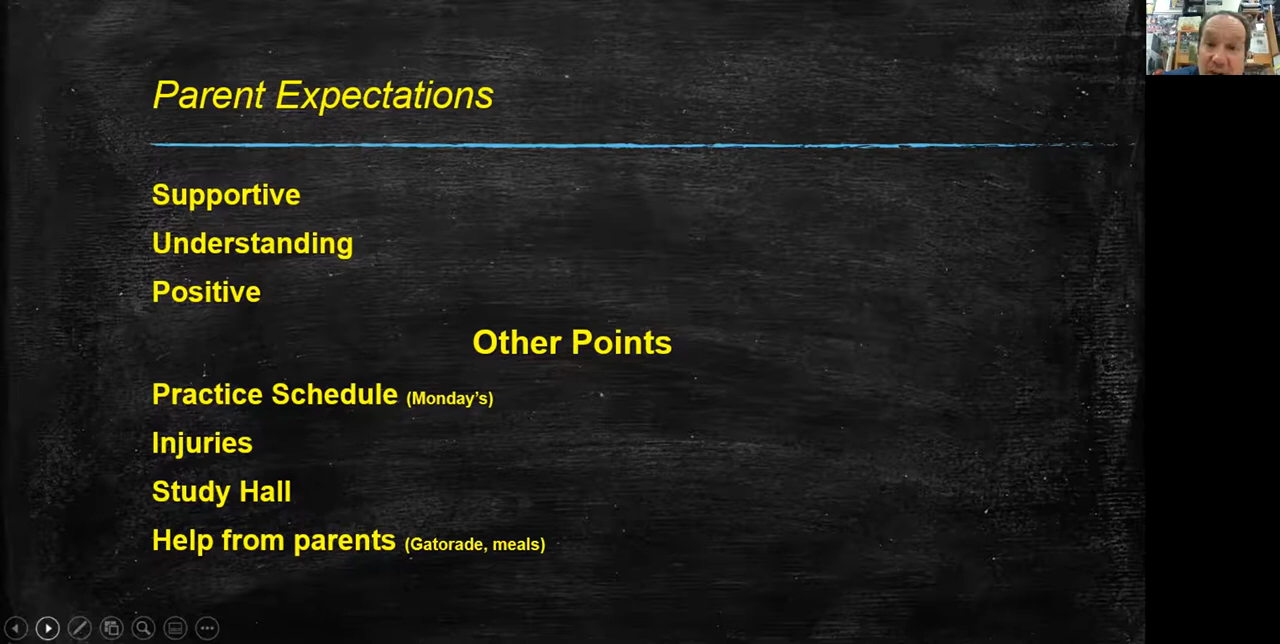 Parent Expectations
Supportive
Understanding
Positive
Other Points
Practice Schedule (Monday's)
Injuries
Study Hall
Help from parents (Gatorade, meals)